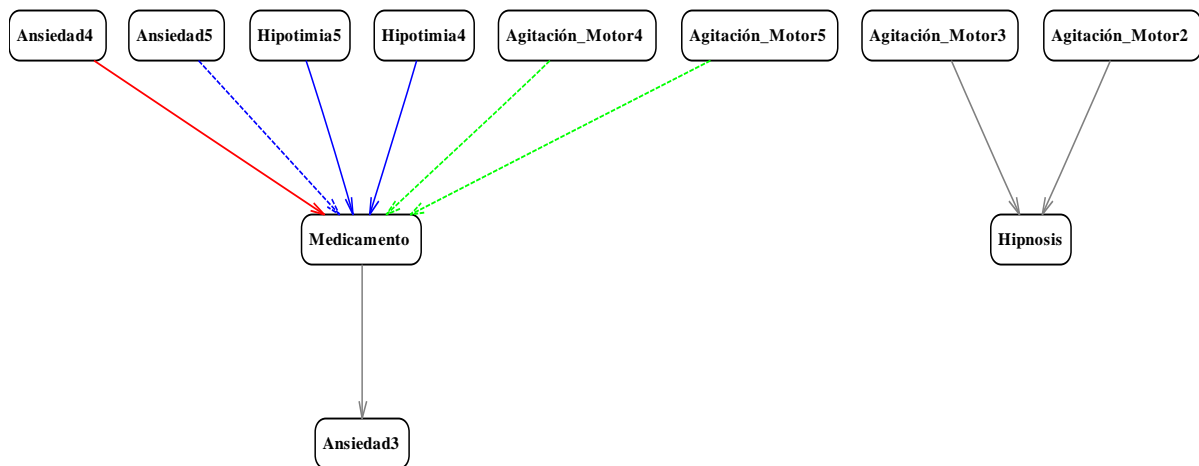 Ansiedad4
Ansiedad5
Hipotimia5
Hipotimia4
Agitación_Motor4
Agitación_Motor5
Agitación_Motor3
Agitación_Motor2
Medicamento
Hipnosis
Ansiedad3